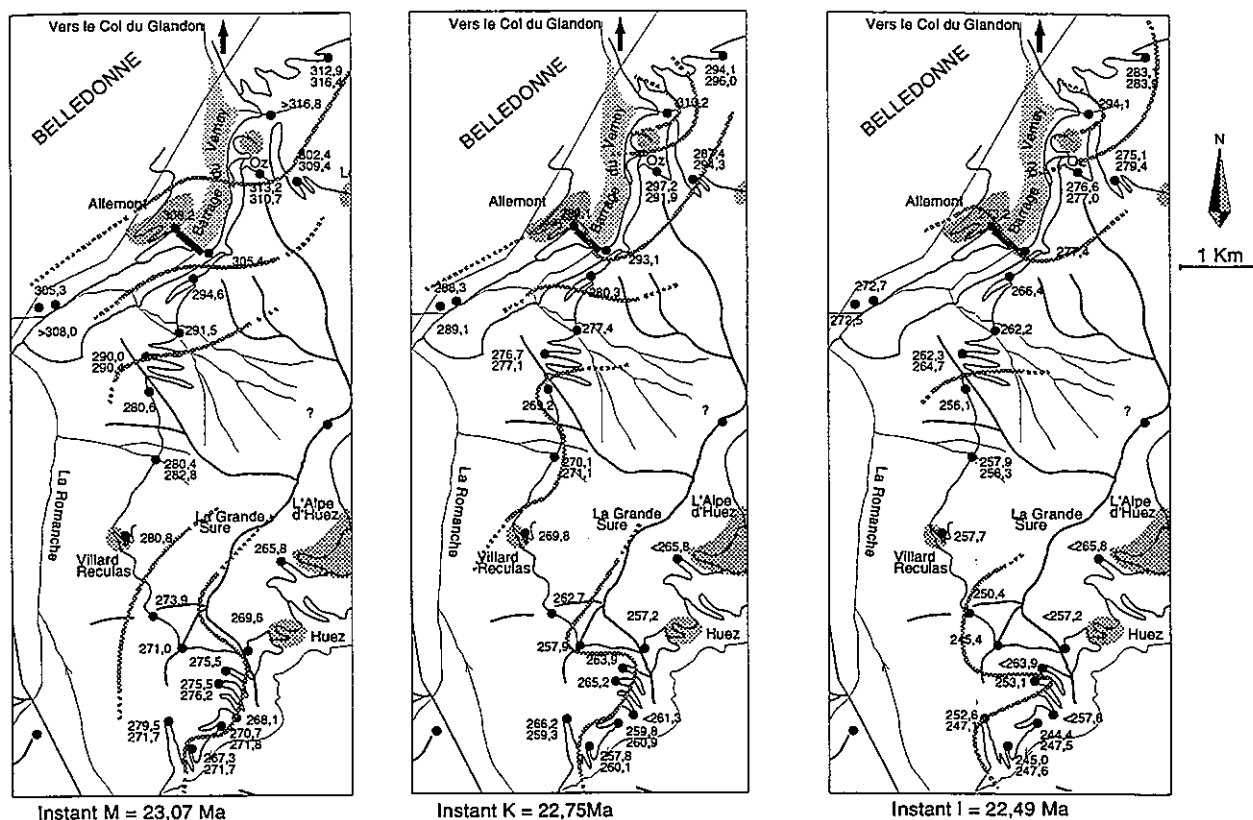 Vers le Col du Glandon
BELLEDONNE
312,9
316,4
>316,8
Barrage du Verney
302,4
309,4
Oz
313,2
310,7
Allemont
305,4
305,3
>308,0
294,6
291,5
290,0
290,4
280,6
?
280,4
282,8
La Romanche
La Grande
Sure
L'Alpe
d'Huez
280,8
Villard
Reculas
265,8
273,9
269,6
Huez
271,0
275,5
275,5
276,2
279,5
271,7
268,1
270,7
271,8
267,3
271,7
Instant M = 23,07 Ma
Vers le Col du Glandon
BELLEDONNE
294,1
296,0
310,2
Barrage du Verney
287,4
294,3
Oz
297,2
291,9
Allemont
293,1
288,3
289,1
280,3
277,4
276,7
277,1
269,2
?
270,1
271,1
La Romanche
La Grande
Sure
L'Alpe
d'Huez
269,8
Villard
Reculas
<265,8
262,7
257,2
Huez
257,9
263,9
265,2
266,2
259,3
<261,3
259,8
260,9
257,8
260,1
Instant K = 22,75Ma
Vers le Col du Glandon
BELLEDONNE
283,1
294,1
Barrage du Verney
275,1
279,4
276,6
277,0
Allemont
277,4
272,7
272,5
266,4
262,2
262,3
264,7
256,1
?
257,9
258,3
La Romanche
La Grande
Sure
L'Alpe
d'Huez
257,7
Villard
Reculas
<265,8
250,4
<257,2
Huez
245,4
<263,9
253,1
252,6
247,1
<257,8
244,4
247,5
245,0
247,6
Instant I = 22,49 Ma
N
1 Km